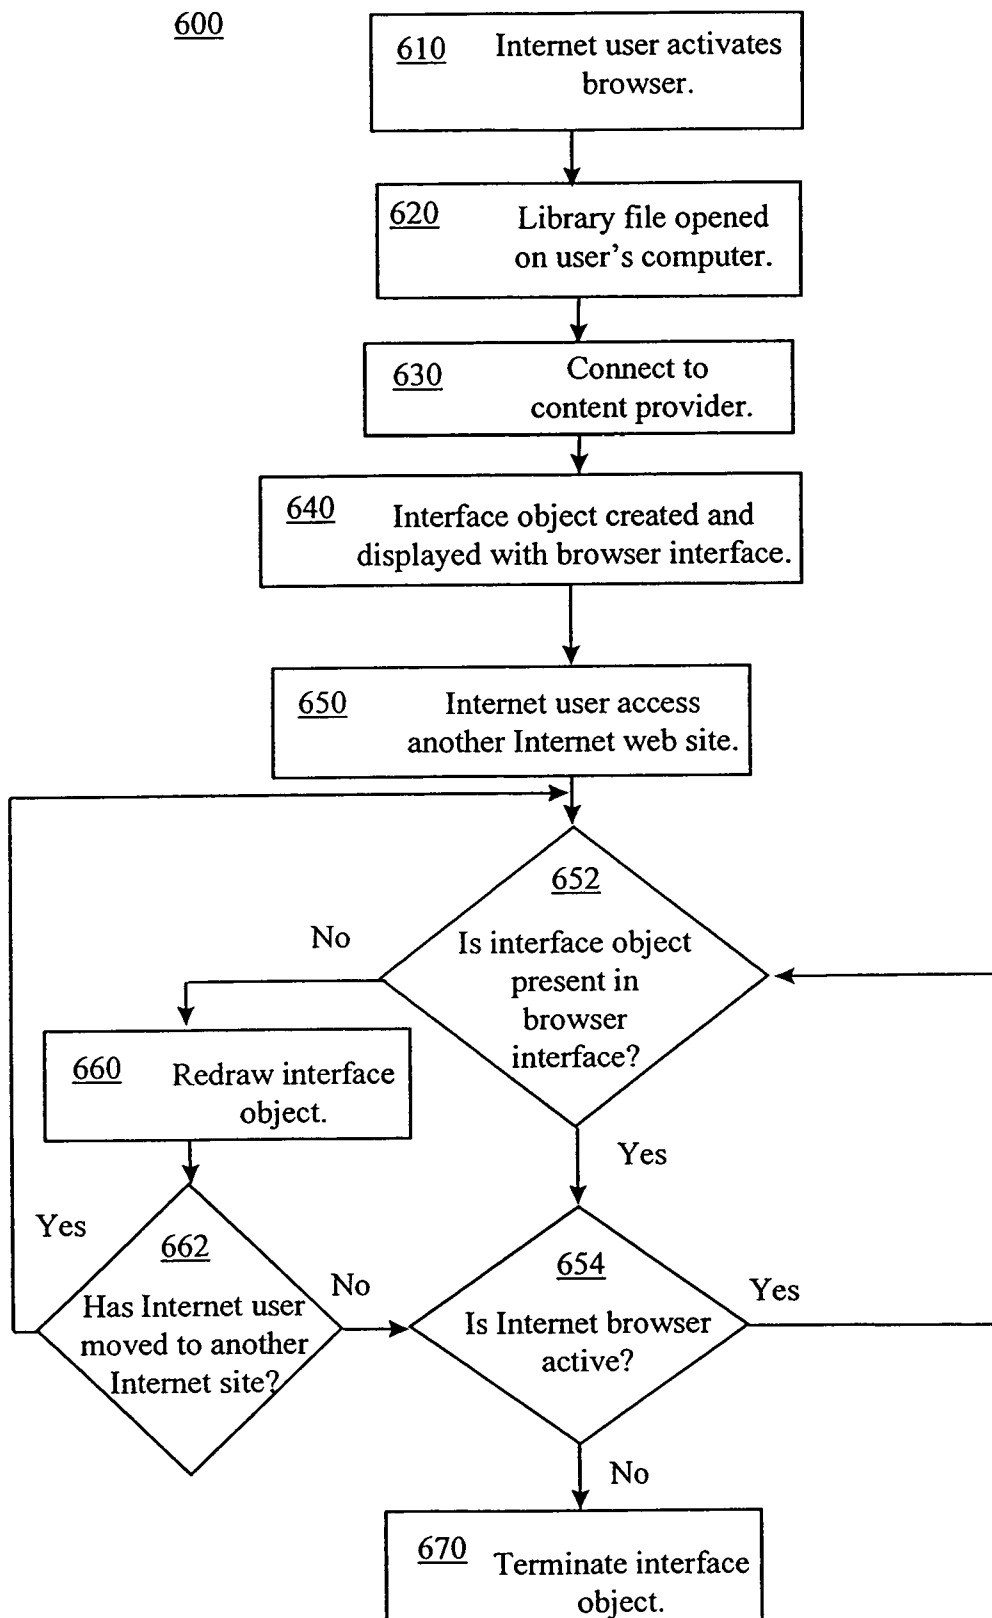 600
610 Internet user activates
browser.
620 Library file opened
on user's computer.
630 Connect to
content provider.
640 Interface object created and
displayed with browser interface.
650 Internet user access
another Internet web site.
652
Is interface object
present in
browser
interface?
No
Yes
660 Redraw interface
object.
662
Has Internet user
moved to another
Internet site?
Yes
No
654
Is Internet browser
active?
Yes
No
670 Terminate interface
object.